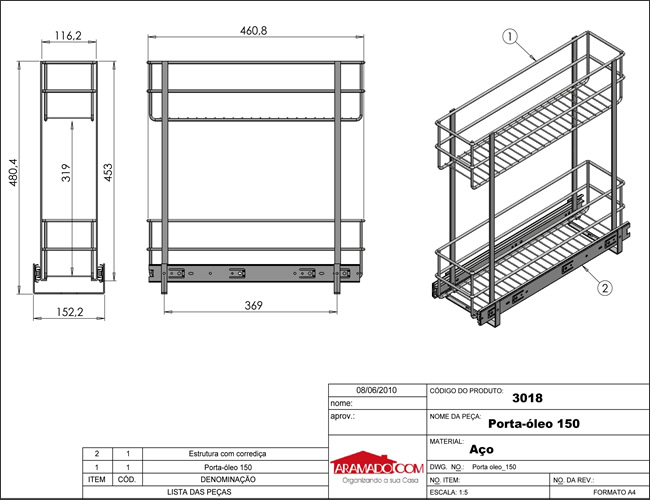 116,2
460,8
480,4
319
453
152,2
369
1
2
08/06/2010
nome:
aprov.:
CÓDIGO DO PRODUTO: 3018
NOME DA PEÇA: Porta-óleo 150
MATERIAL: Aço
DWG. NO.: Porta oleo_150
NO. ITEM: NO. DA REV.:
ESCALA: 1:5 FORMATO A4
ARAMADO.COM
Organizando a sua Casa
2 1 Estrutura com corrediça
1 1 Porta-óleo 150
ITEM CÓD. DENOMINAÇÃO
LISTA DAS PEÇAS